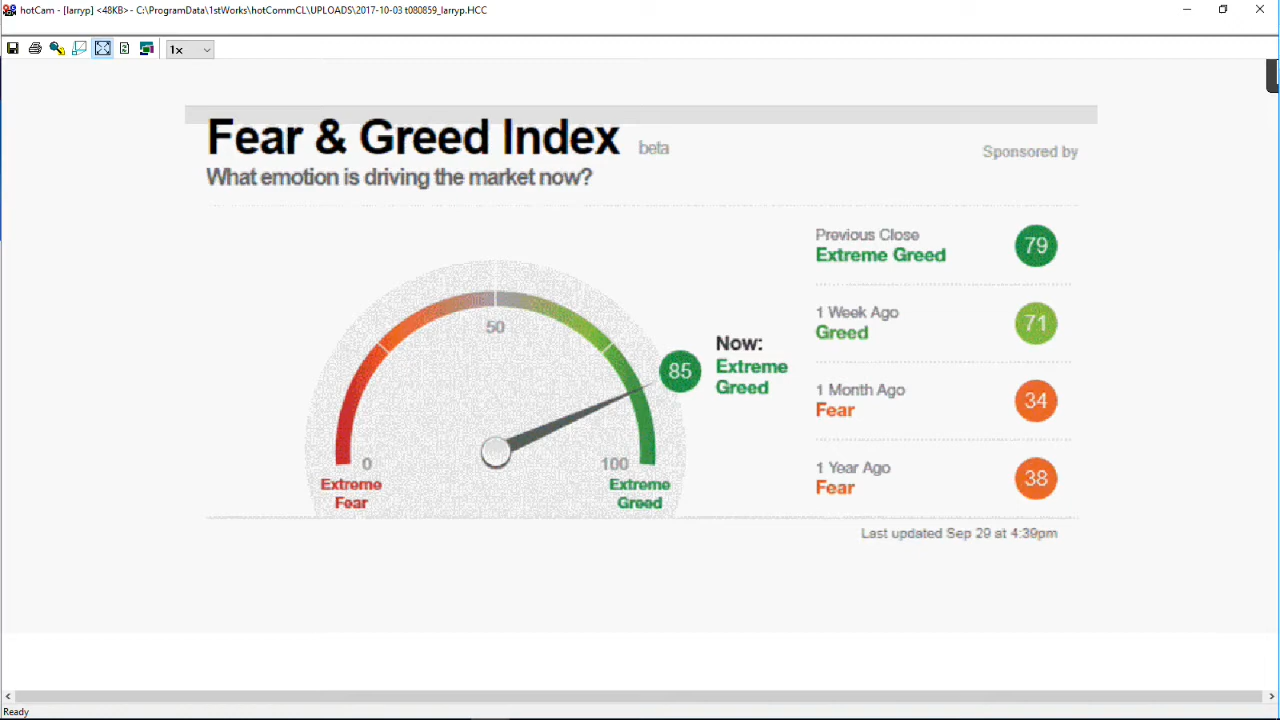 hotCam - [larryp] <48KB> - C:\ProgramData\1stWorks\hotCommCL\UPLOADS\2017-10-03 t080859_larryp.HCC
1x
Fear & Greed Index beta
Sponsored by
What emotion is driving the market now?
Previous Close
Extreme Greed
79
1 Week Ago
Greed
71
1 Month Ago
Fear
34
1 Year Ago
Fear
38
50
Now:
Extreme
Greed
85
0
100
Extreme
Fear
Extreme
Greed
Last updated Sep 29 at 4:39pm
Ready